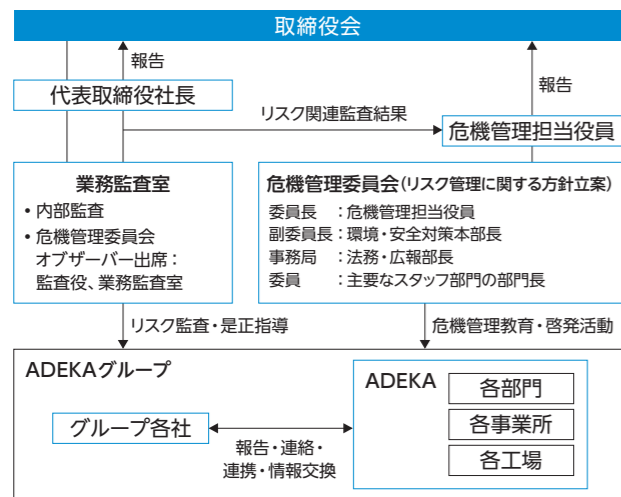 取締役会
報告
報告
代表取締役社長
リスク関連監査結果
危機管理担当役員
業務監査室
• 内部監査
• 危機管理委員会
オブザーバー出席：
監査役、業務監査室
危機管理委員会（リスク管理に関する方針立案）
委員長　：危機管理担当役員
副委員長：環境・安全対策本部長
事務局　：法務・広報部長
委員　　：主要なスタッフ部門の部門長
リスク監査・是正指導
危機管理教育・啓発活動
ADEKAグループ
グループ各社
報告・連絡・
連携・情報交換
ADEKA
各部門
各事業所
各工場